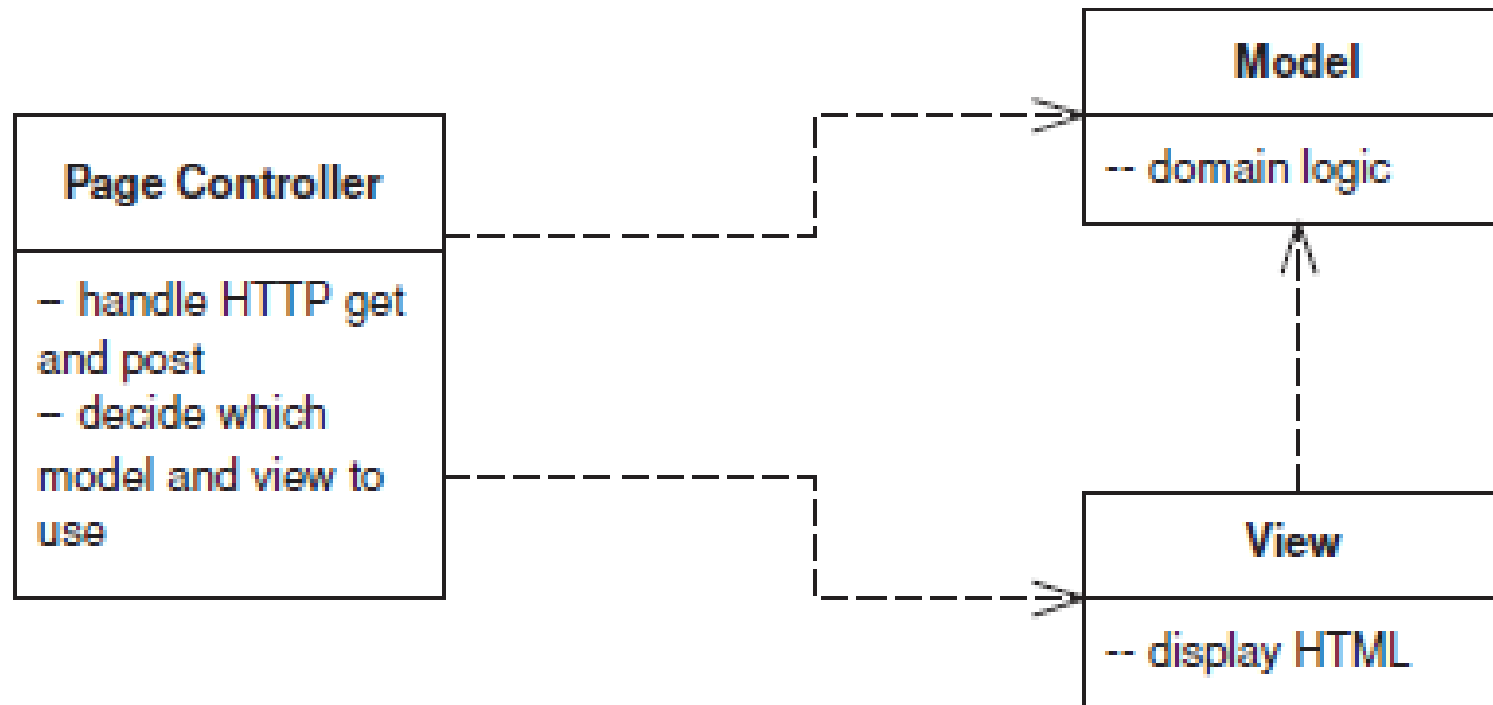 Page Controller
– handle HTTP get
and post
– decide which
model and view to
use
Model
-- domain logic
View
-- display HTML